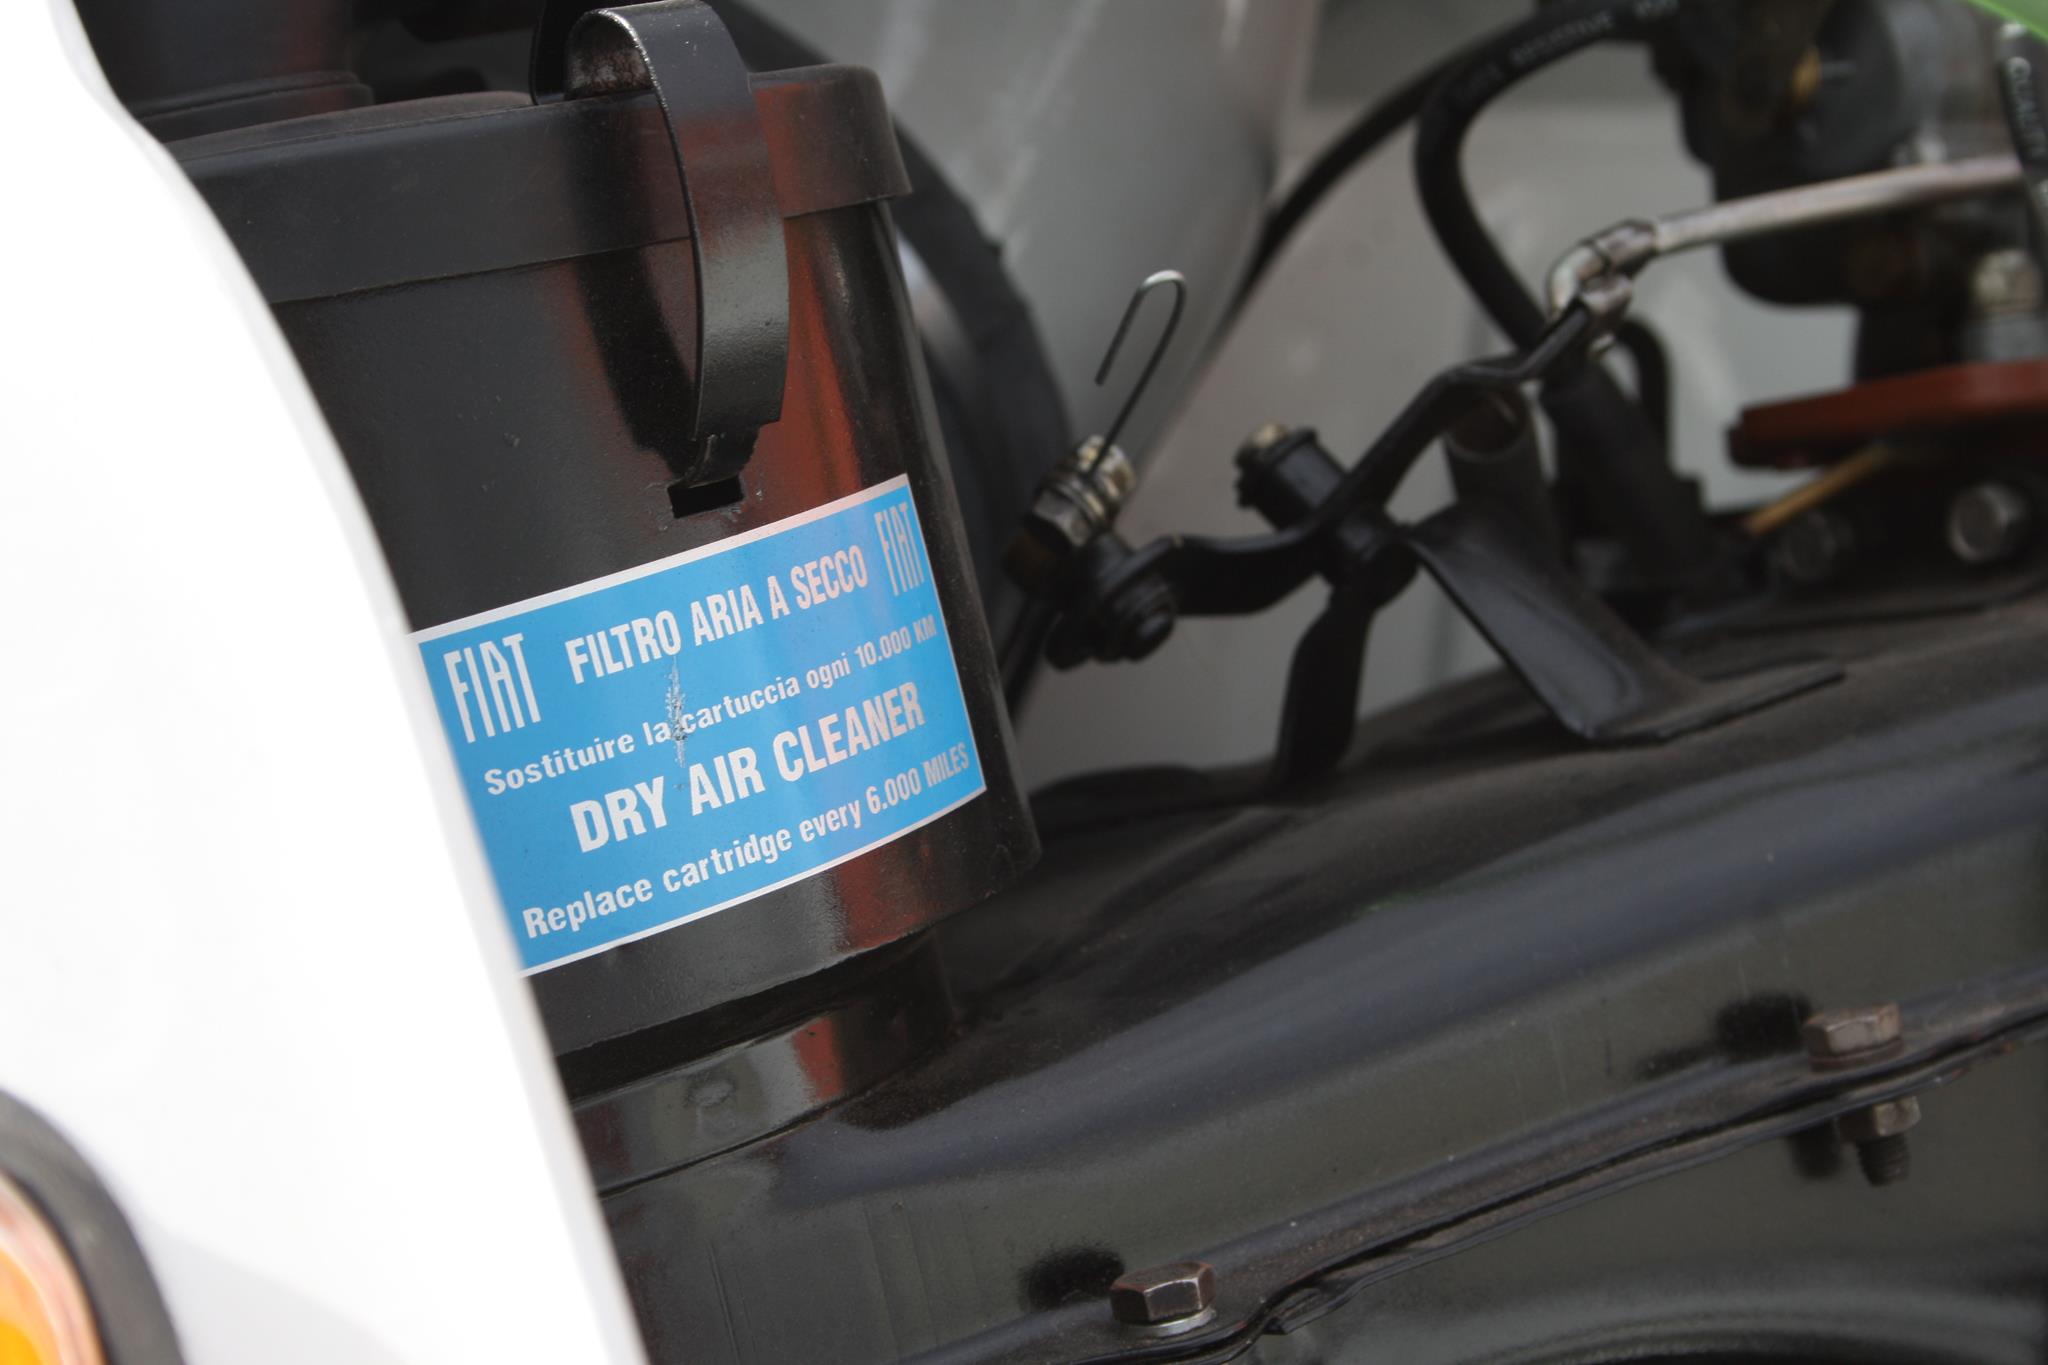 FIAT FILTRO ARIA A SECCO FIAT
Sostituire la cartuccia ogni 10.000 KM
DRY AIR CLEANER
Replace cartridge every 6.000 MILES
RESISTIVE